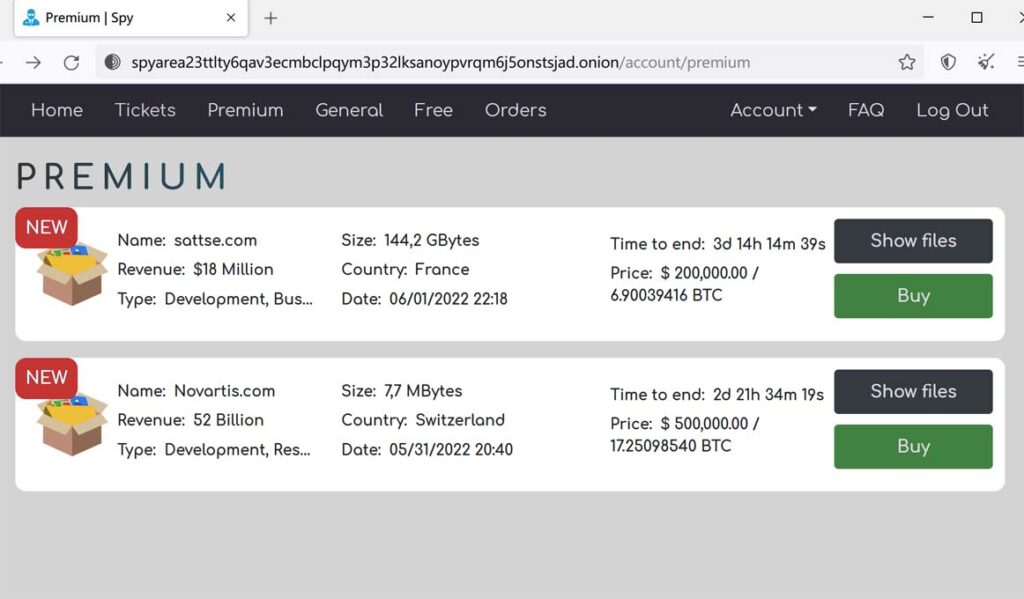 Premium | Spy
spyarea23ttlty6qav3ecmbclpqym3p32lksanoypvrqm6j5onstsjad.onion/account/premium
Home Tickets Premium General Free Orders Account FAQ Log Out
PREMIUM
NEW
Name: sattse.com Size: 144,2 GBytes Time to end: 3d 14h 14m 39s Show files
Revenue: $18 Million Country: France Price: $ 200,000.00 /
6.90039416 BTC Buy
Type: Development, Bus... Date: 06/01/2022 22:18
NEW
Name: Novartis.com Size: 7,7 MBytes Time to end: 2d 21h 34m 19s Show files
Revenue: 52 Billion Country: Switzerland Price: $ 500,000.00 /
17.25098540 BTC Buy
Type: Development, Res... Date: 05/31/2022 20:40